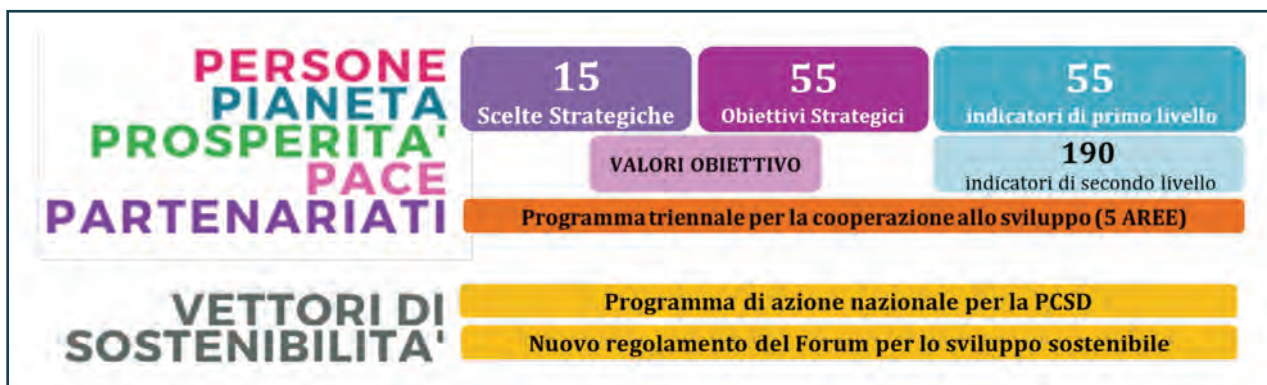 PERSONE
PIANETA
PROSPERITA'
PACE
PARTENARIATI
15
Scelte Strategiche
55
Obiettivi Strategici
55
indicatori di primo livello
VALORI OBIETTIVO
190
indicatori di secondo livello
Programma triennale per la cooperazione allo sviluppo (5 AREE)
VETTORI DI
SOSTENIBILITA'
Programma di azione nazionale per la PCSD
Nuovo regolamento del Forum per lo sviluppo sostenibile